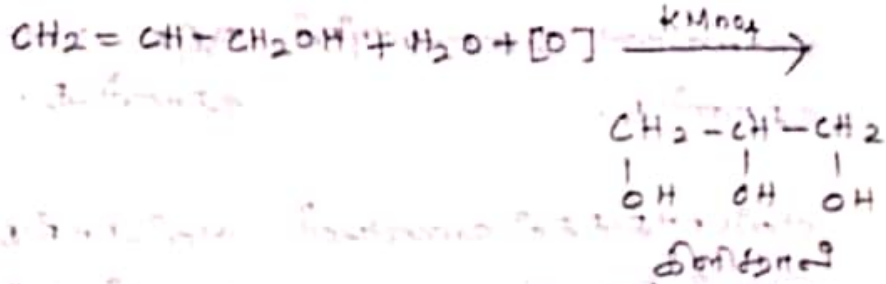 CH2 = CH - CH2OH + H2O + [O] KMnO4 →
CH2 - CH - CH2
| | |
OH OH OH
கிளிசரால்